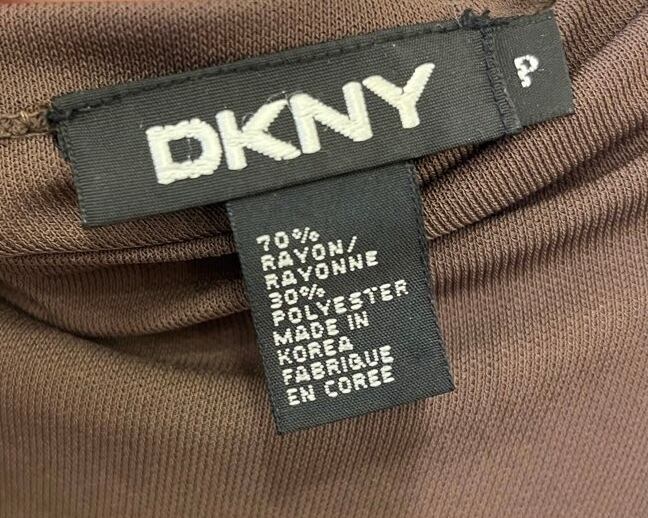 DKNY
P
70%
RAYON/
RAYONNE
30%
POLYESTER
MADE IN
KOREA
FABRIQUE
EN COREE